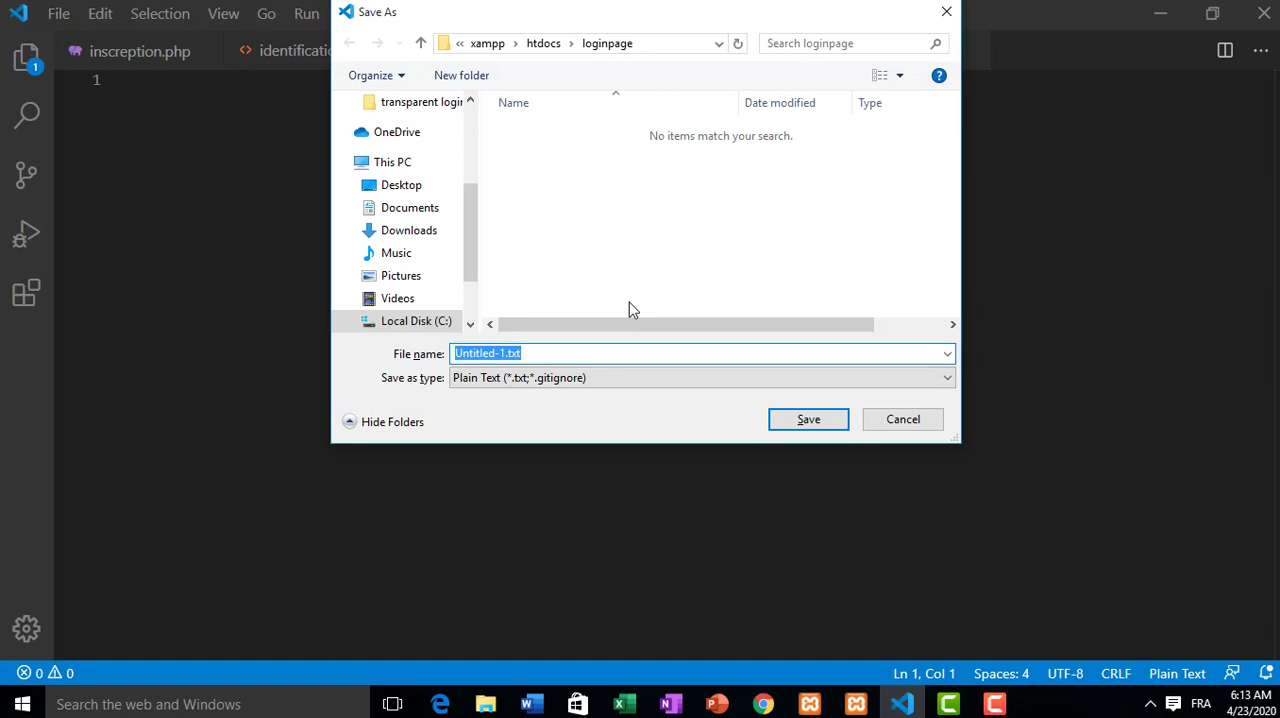 File Edit Selection View Go Run
Save As
inscreption.php
identificatio
1
1
« xampp › htdocs › loginpage
Search loginpage
Organize
New folder
?
transparent login
Name
Date modified
Type
No items match your search.
OneDrive
This PC
Desktop
Documents
Downloads
Music
Pictures
Videos
Local Disk (C:)
File name:
Untitled-1.txt
Save as type:
Plain Text (*.txt;*.gitignore)
Hide Folders
Save
Cancel
0 0
Ln 1, Col 1
Spaces: 4
UTF-8
CRLF
Plain Text
Search the web and Windows
FRA
6:13 AM
4/23/2020